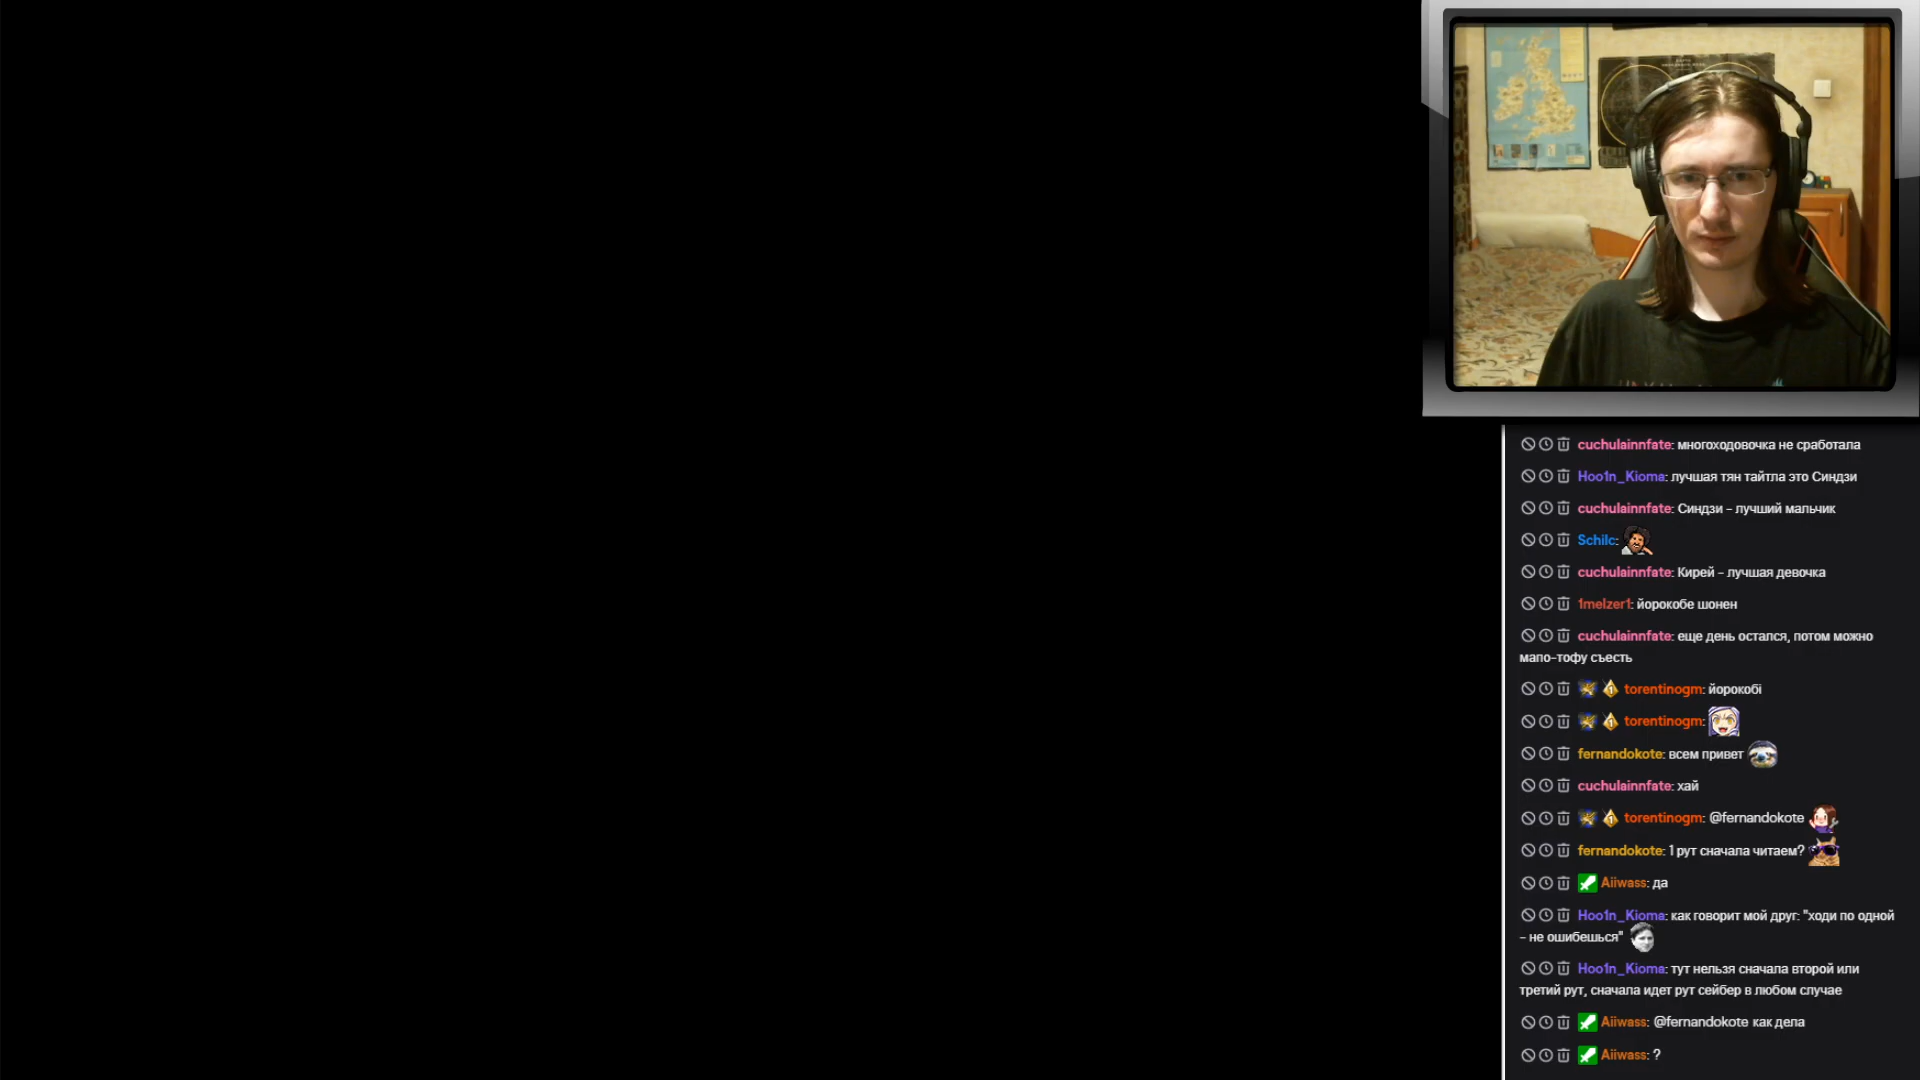 cuchulainnfate: многоходовочка не сработала
Hoo1n_Kioma: лучшая тян тайтла это Синдзи
cuchulainnfate: Синдзи - лучший мальчик
Schilc:
cuchulainnfate: Кирей - лучшая девочка
1melzer1: йорокобе шонен
cuchulainnfate: еще день остался, потом можно
мапо-тофу съесть
torentinogm: йорокобі
torentinogm:
fernandokote: всем привет
cuchulainnfate: хай
torentinogm: @fernandokote
fernandokote: 1 рут сначала читаем?
Aiiwass: да
Hoo1n_Kioma: как говорит мой друг: "ходи по одной
- не ошибешься"
Hoo1n_Kioma: тут нельзя сначала второй или
третий рут, сначала идет рут сейбер в любом случае
Aiiwass: @fernandokote как дела
Aiiwass: ?